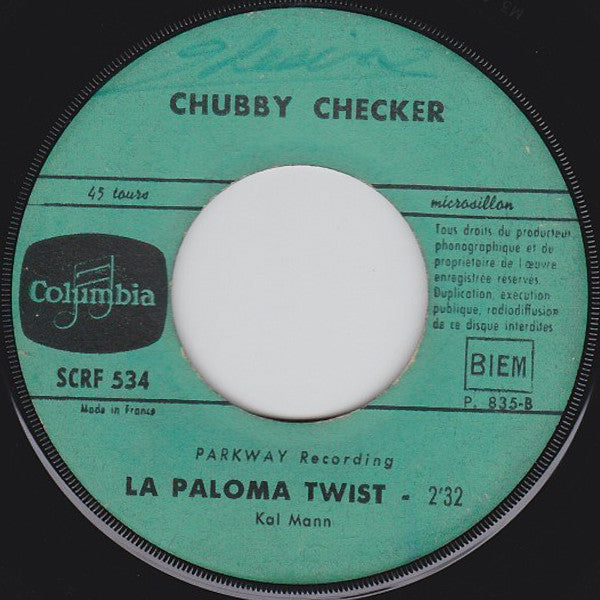 CHUBBY CHECKER
45 tours
microsillon
Tous droits du producteur
phonographique et du
propriétaire de l'œuvre
enregistrée réservés.
Duplication, exécution
publique, radiodiffusion
de ce disque interdites
Columbia
BIEM
SCRF 534
P. 835-B
Made in France
PARKWAY Recording
LA PALOMA TWIST - 2'32
Kal Mann